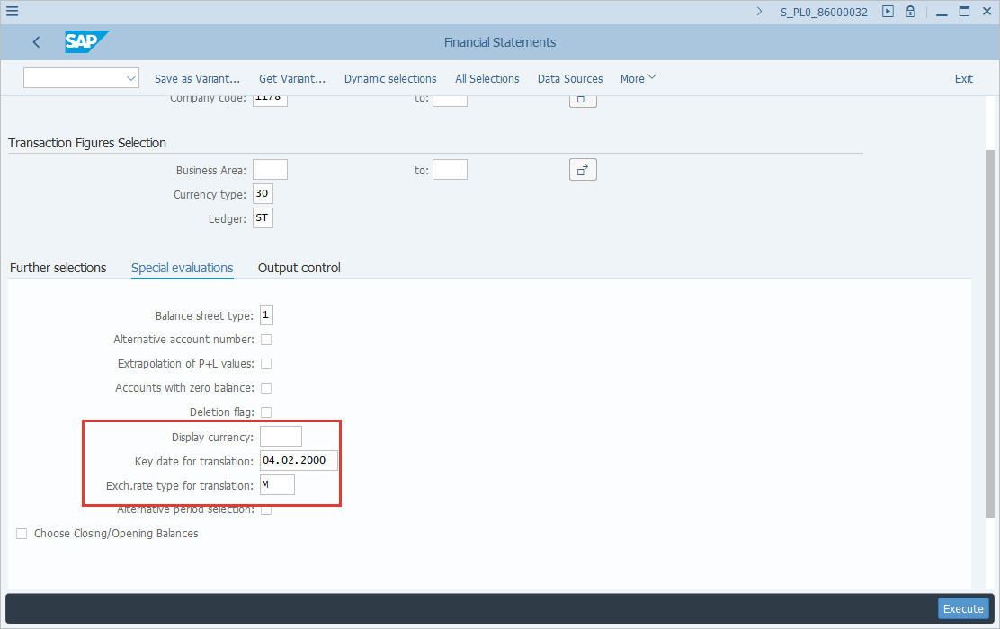 S_PL0_86000032
SAP Financial Statements
Save as Variant... Get Variant... Dynamic selections All Selections Data Sources More Exit
Company code: 1178 to:
Transaction Figures Selection
Business Area: to:
Currency type: 30
Ledger: ST
Further selections Special evaluations Output control
Balance sheet type: 1
Alternative account number:
Extrapolation of P+L values:
Accounts with zero balance:
Deletion flag:
Display currency:
Key date for translation: 04.02.2000
Exch.rate type for translation: M
Alternative period selection:
Choose Closing/Opening Balances
Execute